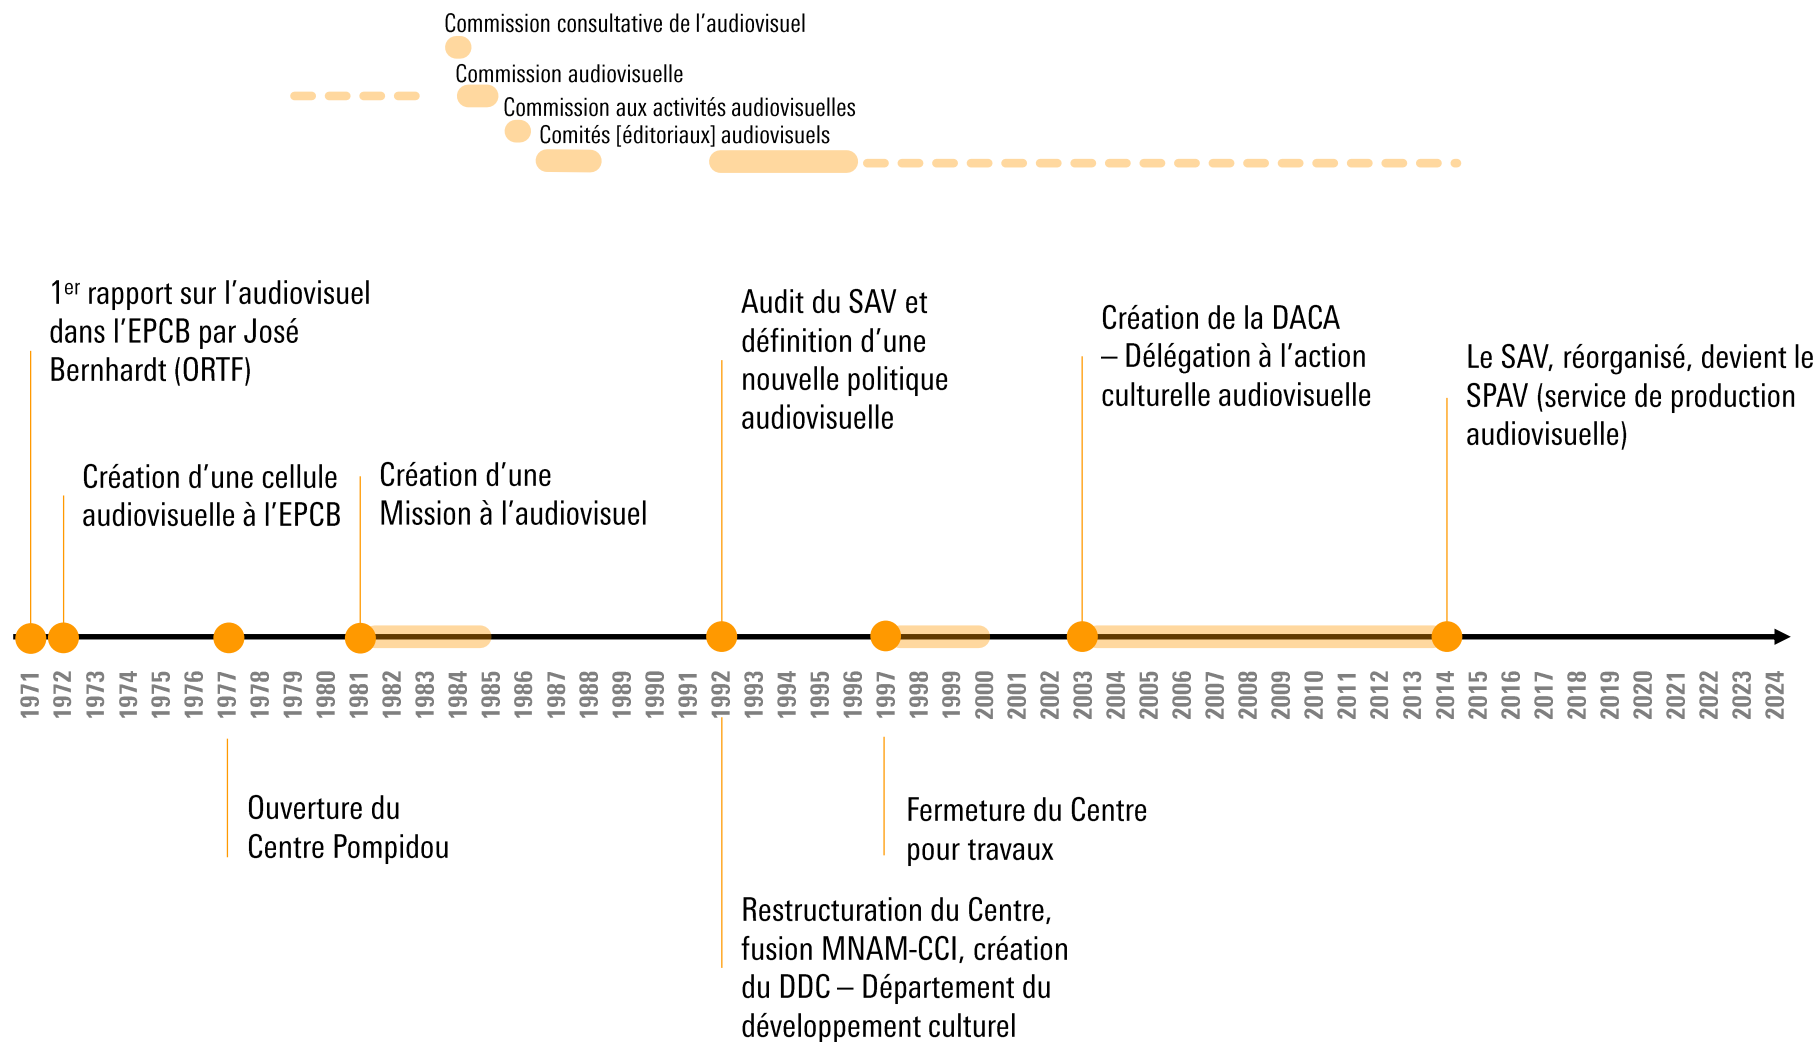 Commission consultative de l’audiovisuel
Commission audiovisuelle
Commission aux activités audiovisuelles
Comités [éditoriaux] audiovisuels
1er rapport sur l’audiovisuel
dans l’EPCB par José
Bernhardt (ORTF)
Création d’une cellule
audiovisuelle à l’EPCB
Création d’une
Mission à l’audiovisuel
Audit du SAV et
définition d’une
nouvelle politique
audiovisuelle
Création de la DACA
– Délégation à l’action
culturelle audiovisuelle
Le SAV, réorganisé, devient le
SPAV (service de production
audiovisuelle)
1971
1972
1973
1974
1975
1976
1977
1978
1979
1980
1981
1982
1983
1984
1985
1986
1987
1988
1989
1990
1991
1992
1993
1994
1995
1996
1997
1998
1999
2000
2001
2002
2003
2004
2005
2006
2007
2008
2009
2010
2011
2012
2013
2014
2015
2016
2017
2018
2019
2020
2021
2022
2023
2024
Ouverture du
Centre Pompidou
Fermeture du Centre
pour travaux
Restructuration du Centre,
fusion MNAM-CCI, création
du DDC – Département du
développement culturel